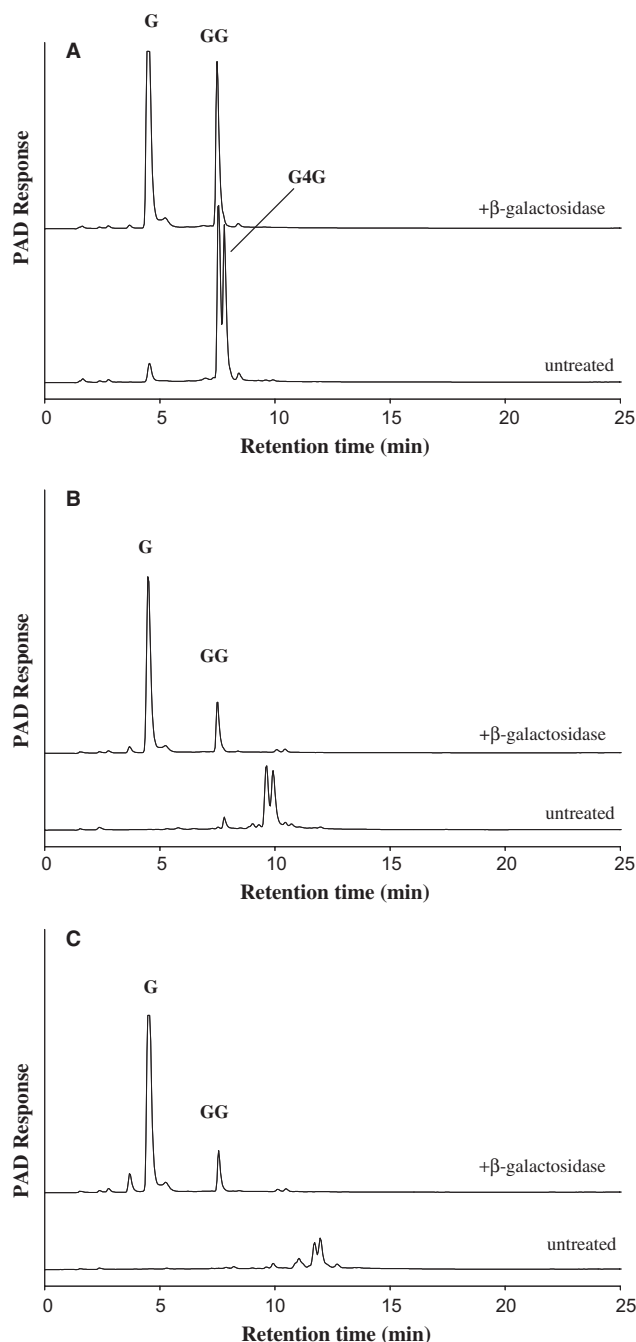 A
G
GG
G4G
+β-galactosidase
untreated
PAD Response
0 5 10 15 20 25
Retention time (min)
B
G
GG
+β-galactosidase
untreated
PAD Response
0 5 10 15 20 25
Retention time (min)
C
G
GG
+β-galactosidase
untreated
PAD Response
0 5 10 15 20 25
Retention time (min)